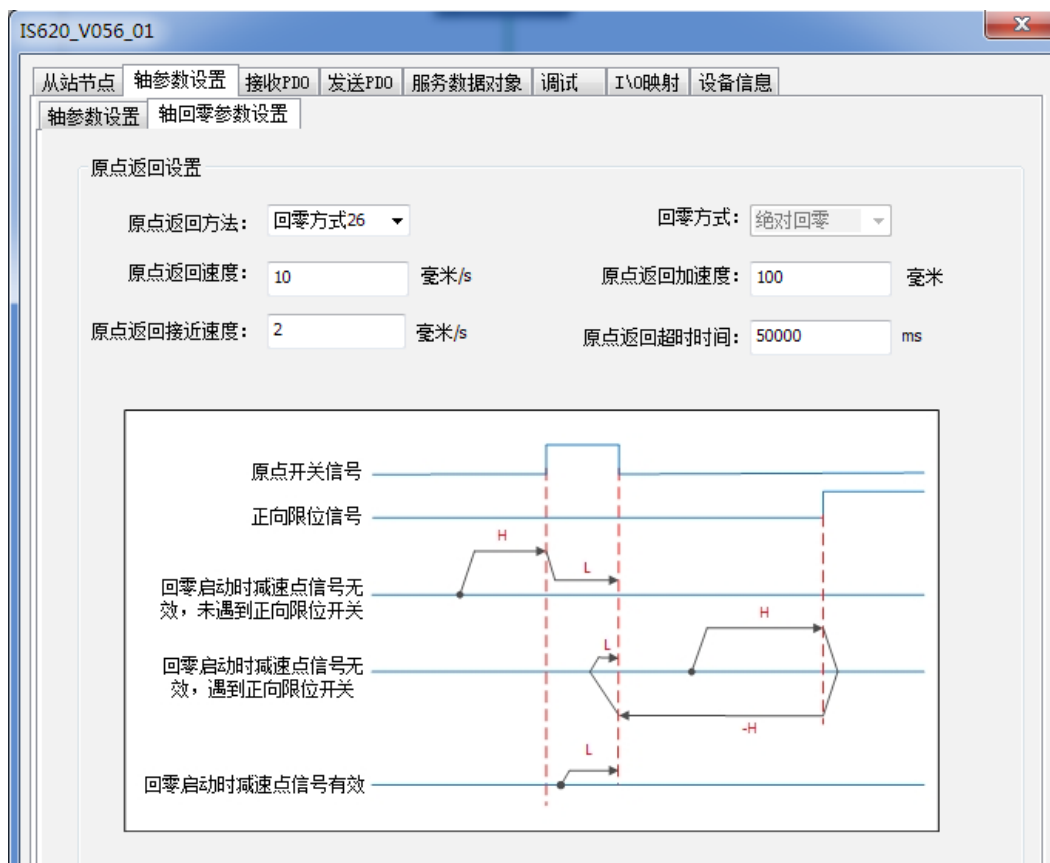 IS620_V056_01
X
从站节点 轴参数设置 接收PDO 发送PDO 服务数据对象 调试 I\O映射 设备信息
轴参数设置 轴回零参数设置
原点返回设置
原点返回方法: 回零方式26 回零方式: 绝对回零
原点返回速度: 10 毫米/s 原点返回加速度: 100 毫米
原点返回接近速度: 2 毫米/s 原点返回超时时间: 50000 ms
原点开关信号
正向限位信号
H
L
回零启动时减速点信号无
效，未遇到正向限位开关
H
L
回零启动时减速点信号无
效，遇到正向限位开关
-H
L
回零启动时减速点信号有效